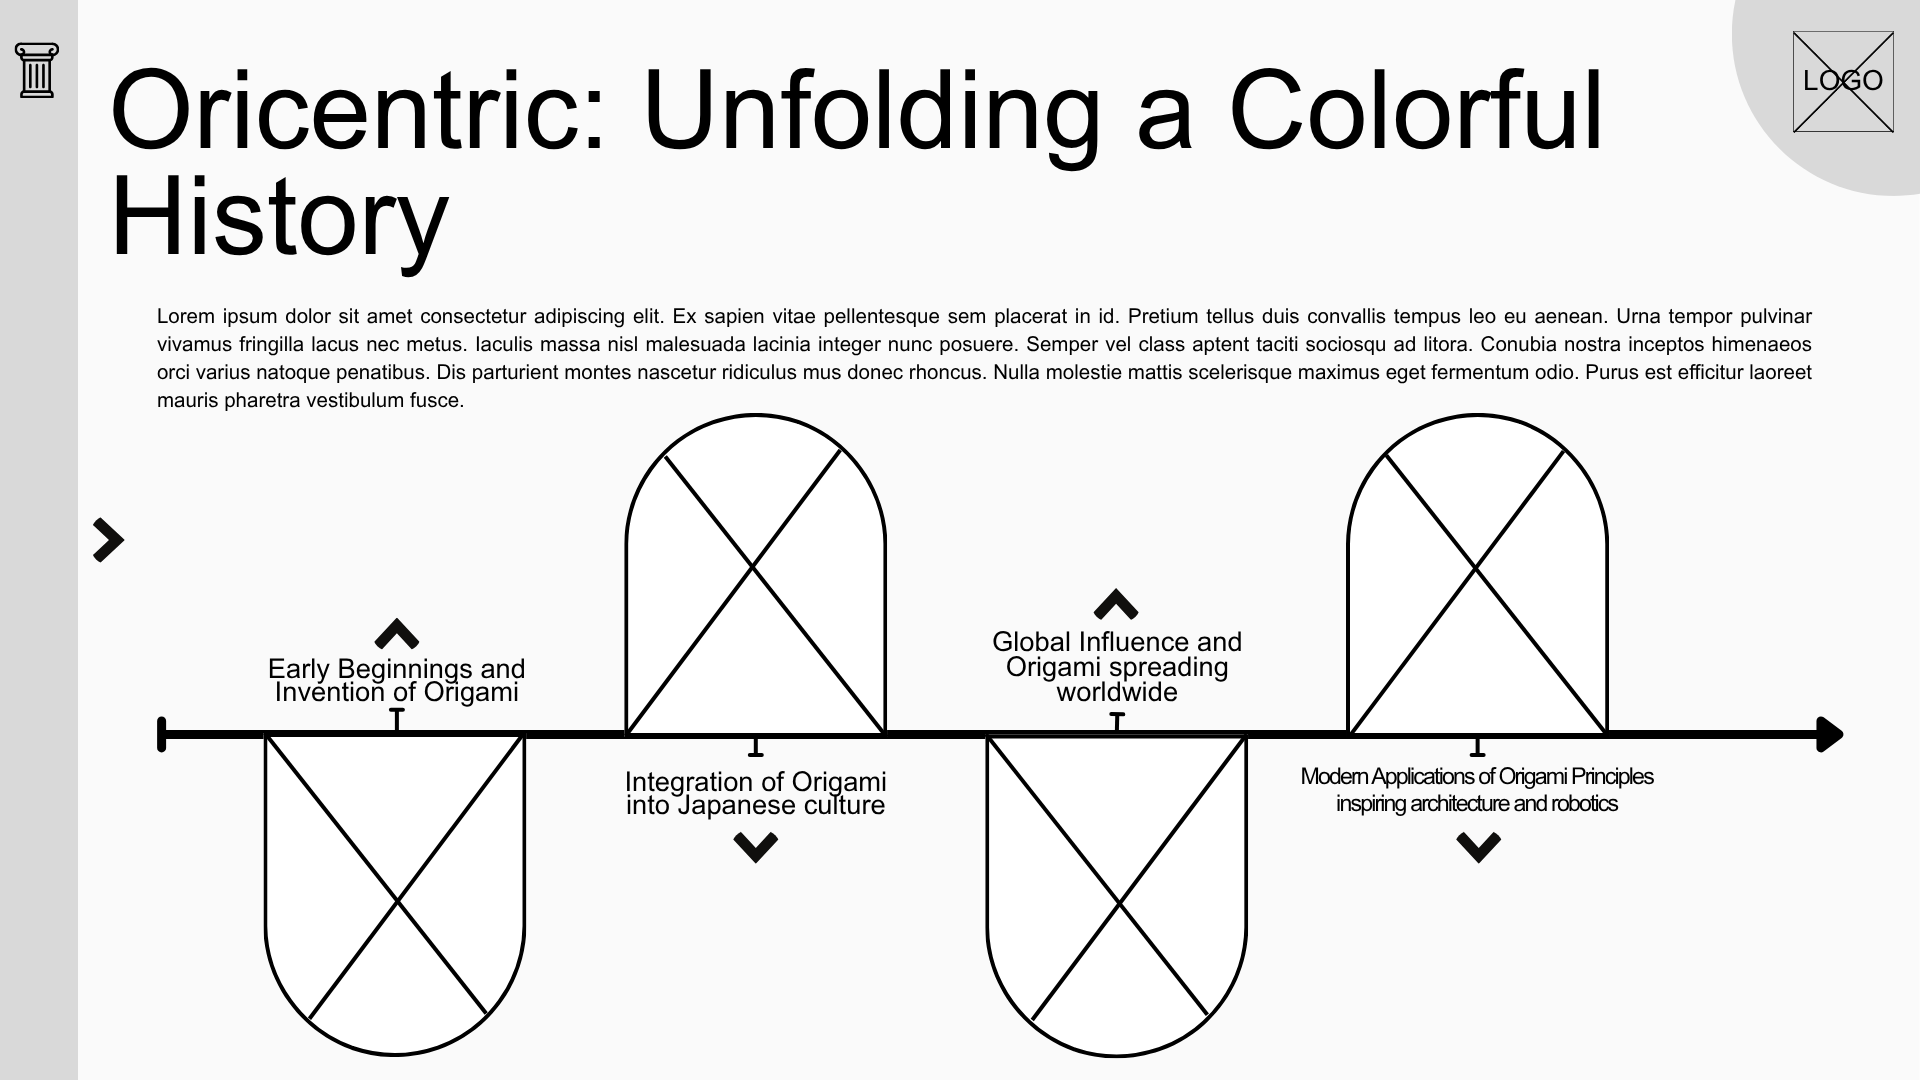 LOGO
Oricentric: Unfolding a Colorful
History
Lorem ipsum dolor sit amet consectetur adipiscing elit. Ex sapien vitae pellentesque sem placerat in id. Pretium tellus duis convallis tempus leo eu aenean. Urna tempor pulvinar
vivamus fringilla lacus nec metus. Iaculis massa nisl malesuada lacinia integer nunc posuere. Semper vel class aptent taciti sociosqu ad litora. Conubia nostra inceptos himenaeos
orci varius natoque penatibus. Dis parturient montes nascetur ridiculus mus donec rhoncus. Nulla molestie mattis scelerisque maximus eget fermentum odio. Purus est efficitur laoreet
mauris pharetra vestibulum fusce.
Early Beginnings and
Invention of Origami
Integration of Origami
into Japanese culture
Global Influence and
Origami spreading
worldwide
Modern Applications of Origami Principles
inspiring architecture and robotics